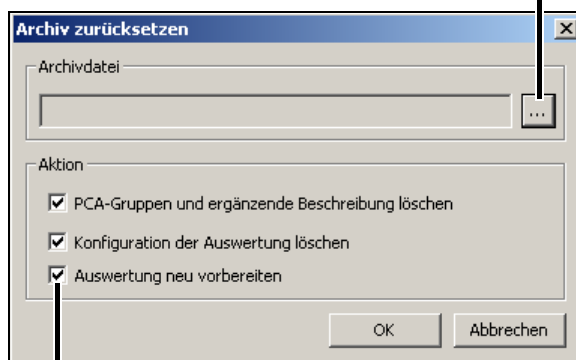 Archiv zurücksetzen
Archivdatei
...
Aktion
PCA-Gruppen und ergänzende Beschreibung löschen
Konfiguration der Auswertung löschen
Auswertung neu vorbereiten
OK
Abbrechen